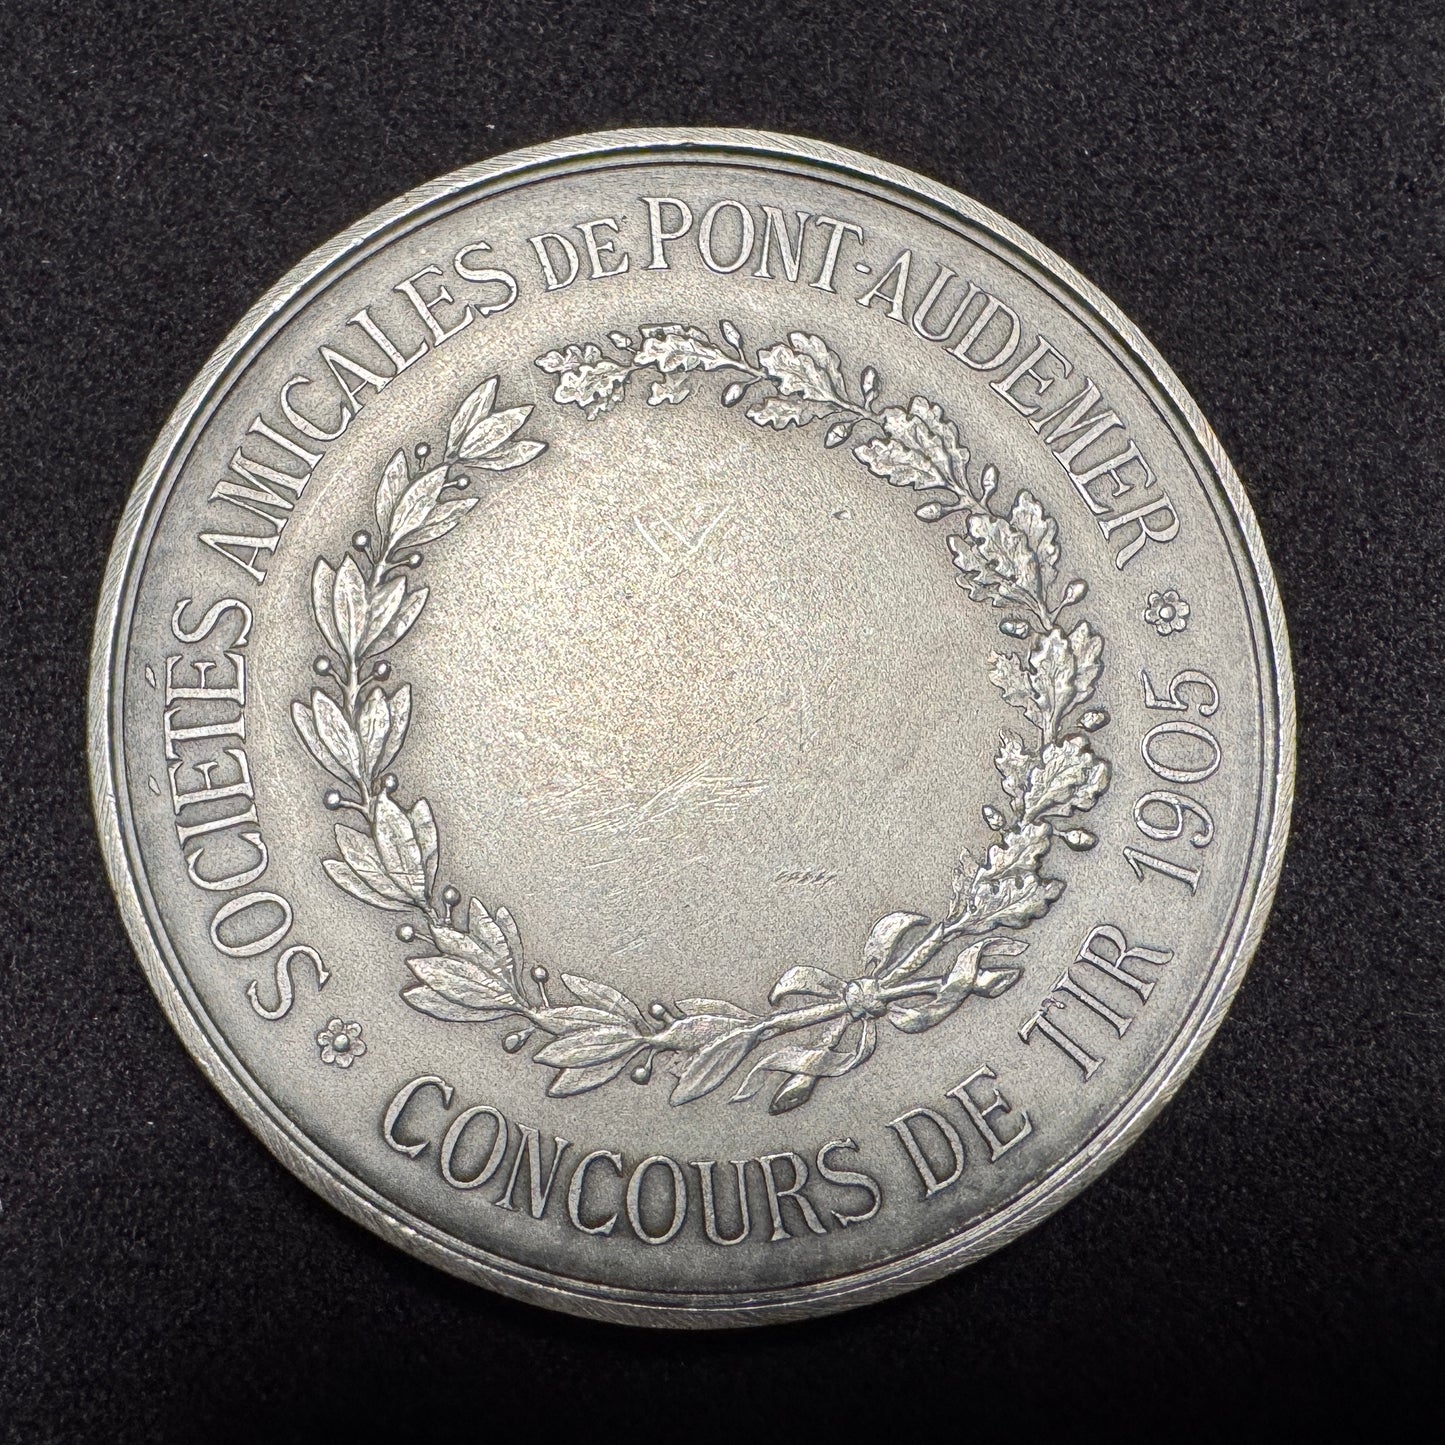 SOCIÉTÉS AMICALES DE PONT-AUDEMER
CONCOURS DE TIR 1905